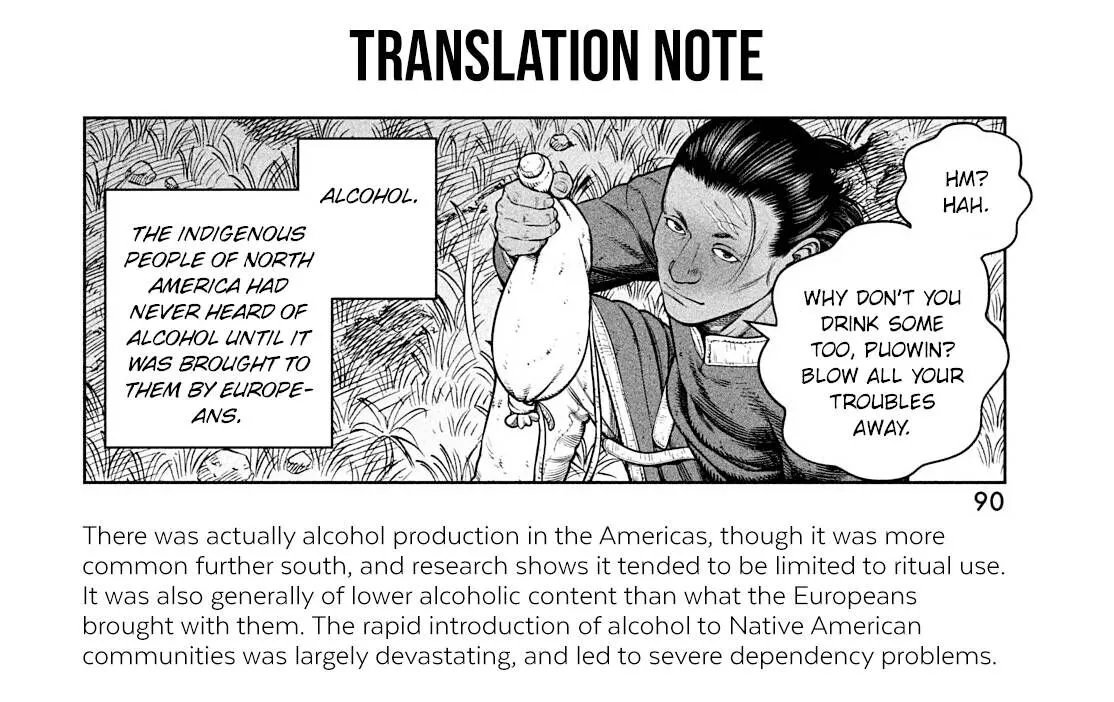 TRANSLATION NOTE
ALCOHOL.
THE INDIGENOUS
PEOPLE OF NORTH
AMERICA HAD
NEVER HEARD OF
ALCOHOL UNTIL IT
WAS BROUGHT TO
THEM BY EUROPE-
ANS.
HM?
HAH.
WHY DON'T YOU
DRINK SOME
TOO, PUOWIN?
BLOW ALL YOUR
TROUBLES
AWAY.
90
There was actually alcohol production in the Americas, though it was more
common further south, and research shows it tended to be limited to ritual use.
It was also generally of lower alcoholic content than what the Europeans
brought with them. The rapid introduction of alcohol to Native American
communities was largely devastating, and led to severe dependency problems.